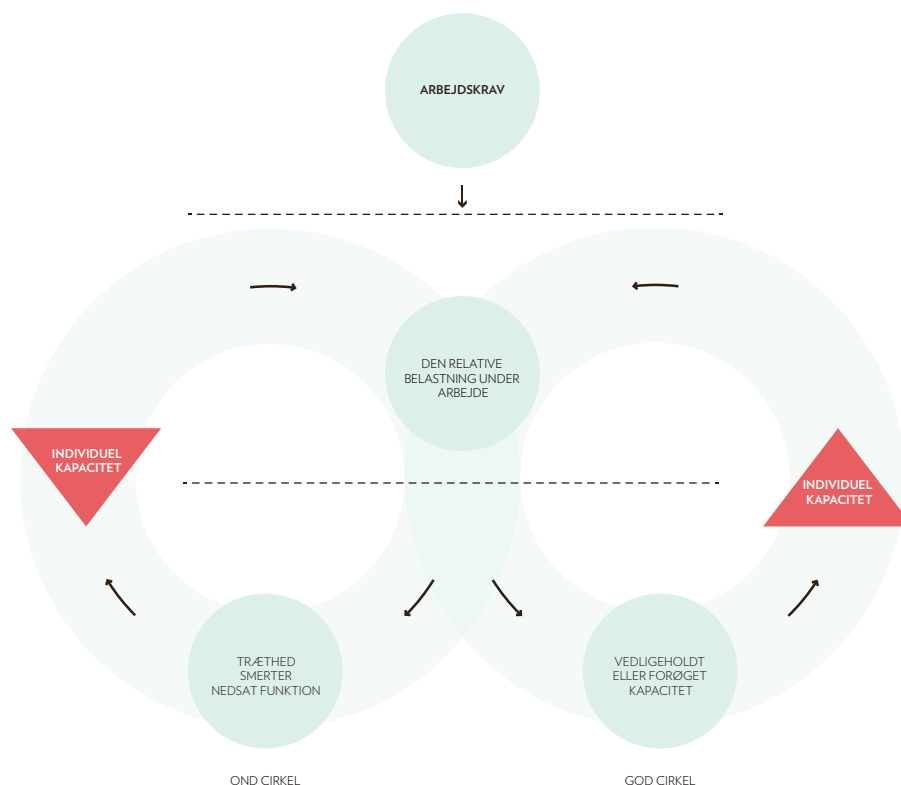 ARBEJDSKRAV
DEN RELATIVE
BELASTNING UNDER
ARBEJDE
INDIVIDUEL
KAPACITET
INDIVIDUEL
KAPACITET
TRÆTHED
SMERTER
NEDSAT FUNKTION
VEDLIGEHOLDT
ELLER FORØGET
KAPACITET
OND CIRKEL
GOD CIRKEL